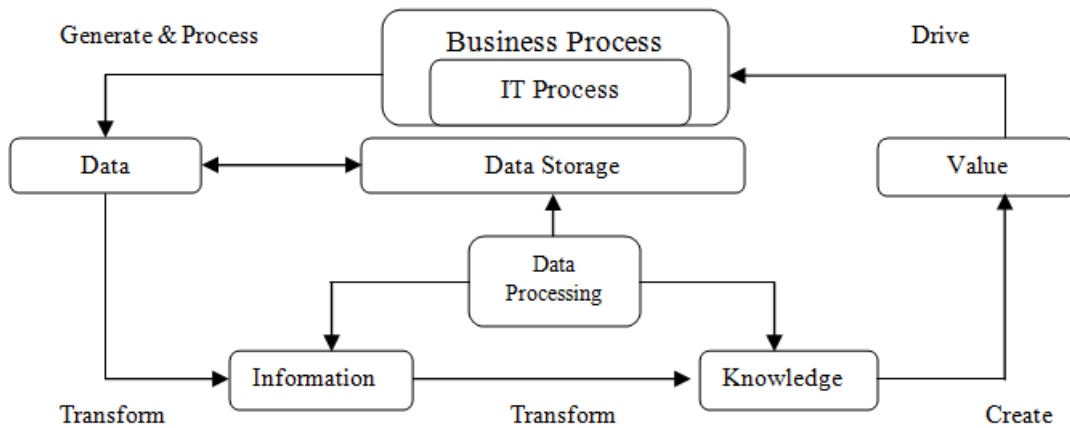 Generate & Process
Business Process
Drive
IT Process
Data
Data Storage
Value
Data
Processing
Information
Knowledge
Transform
Transform
Create